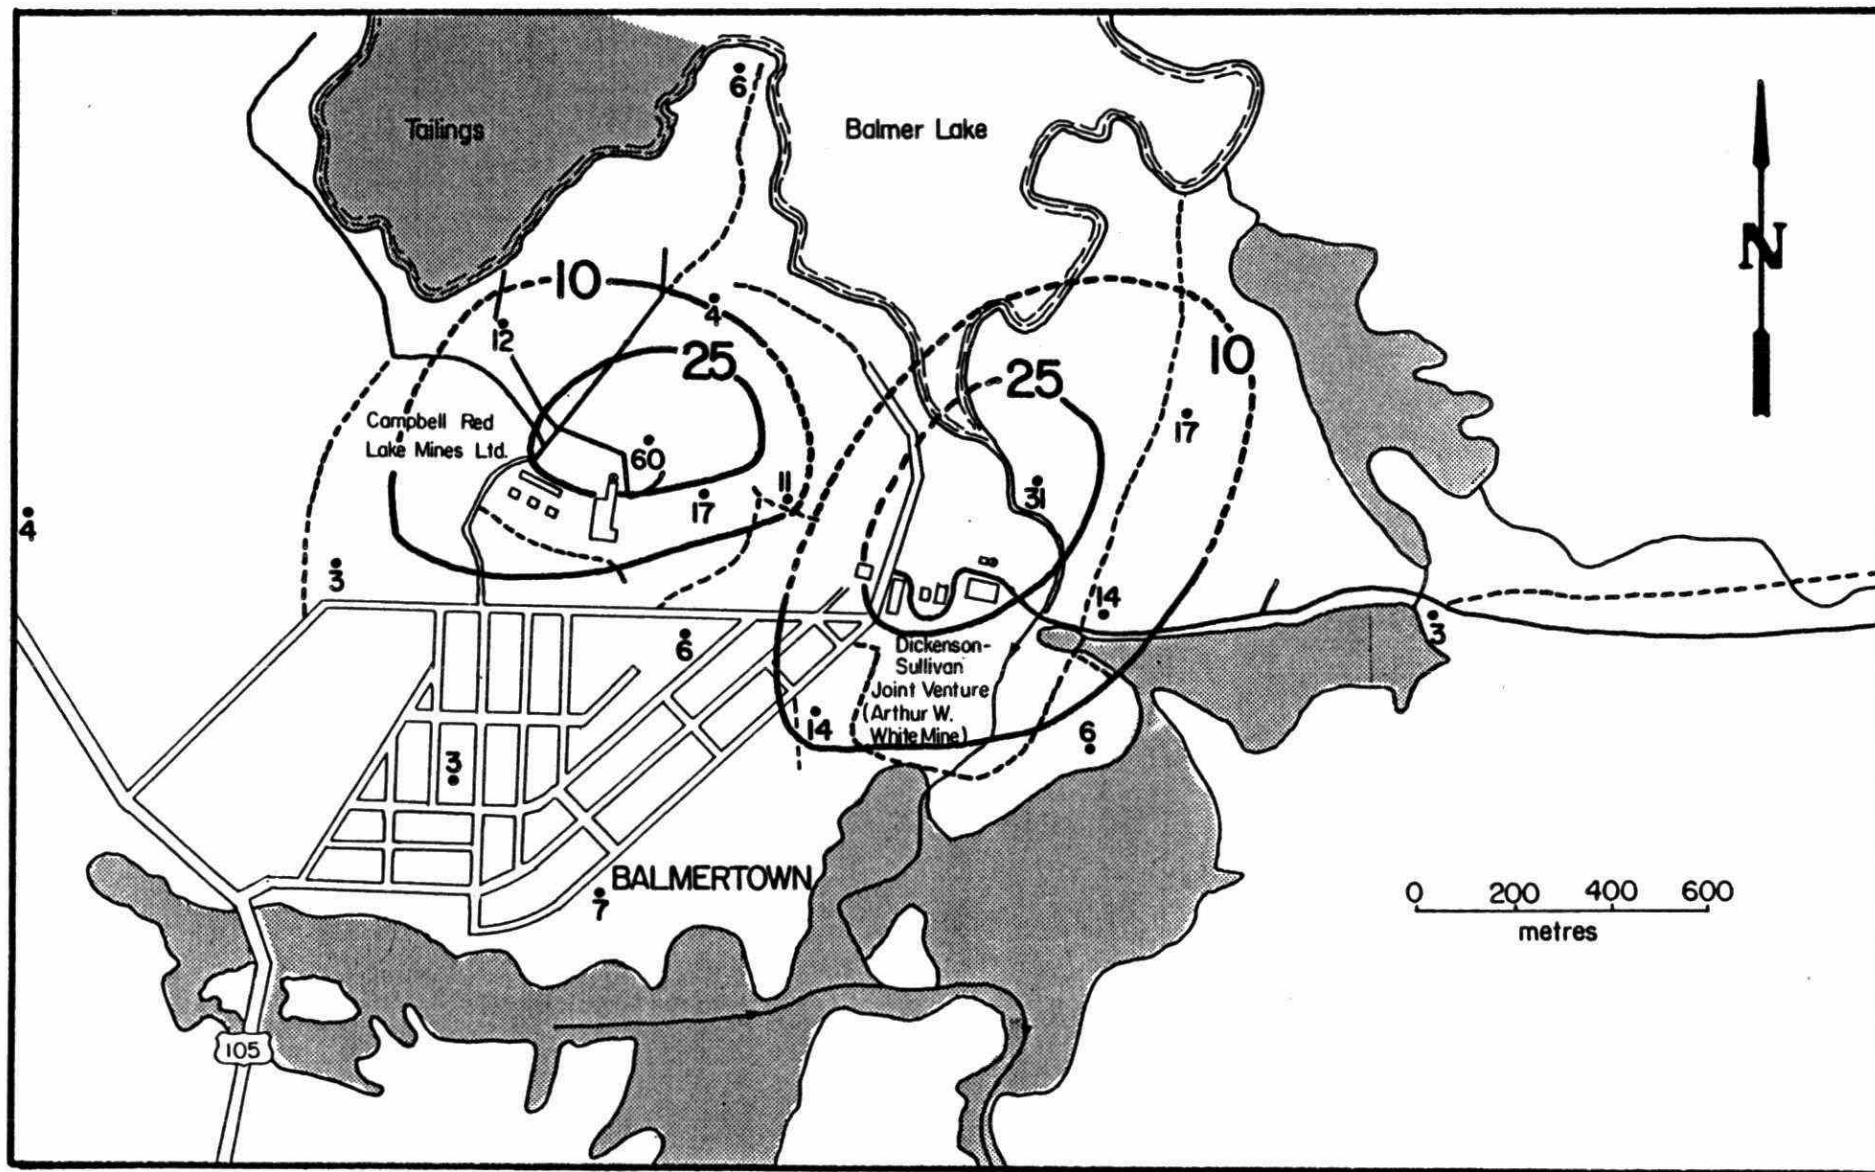 6
Tailings
Balmer Lake
N
10
4
12
25
10
25
Campbell Red
Lake Mines Ltd.
17
60
31
17
11
4
3
14
3
6
Dickenson-
Sullivan
Joint Venture
(Arthur W.
White Mine)
14
6
3
BALMERTOWN
7
0 200 400 600
metres
105